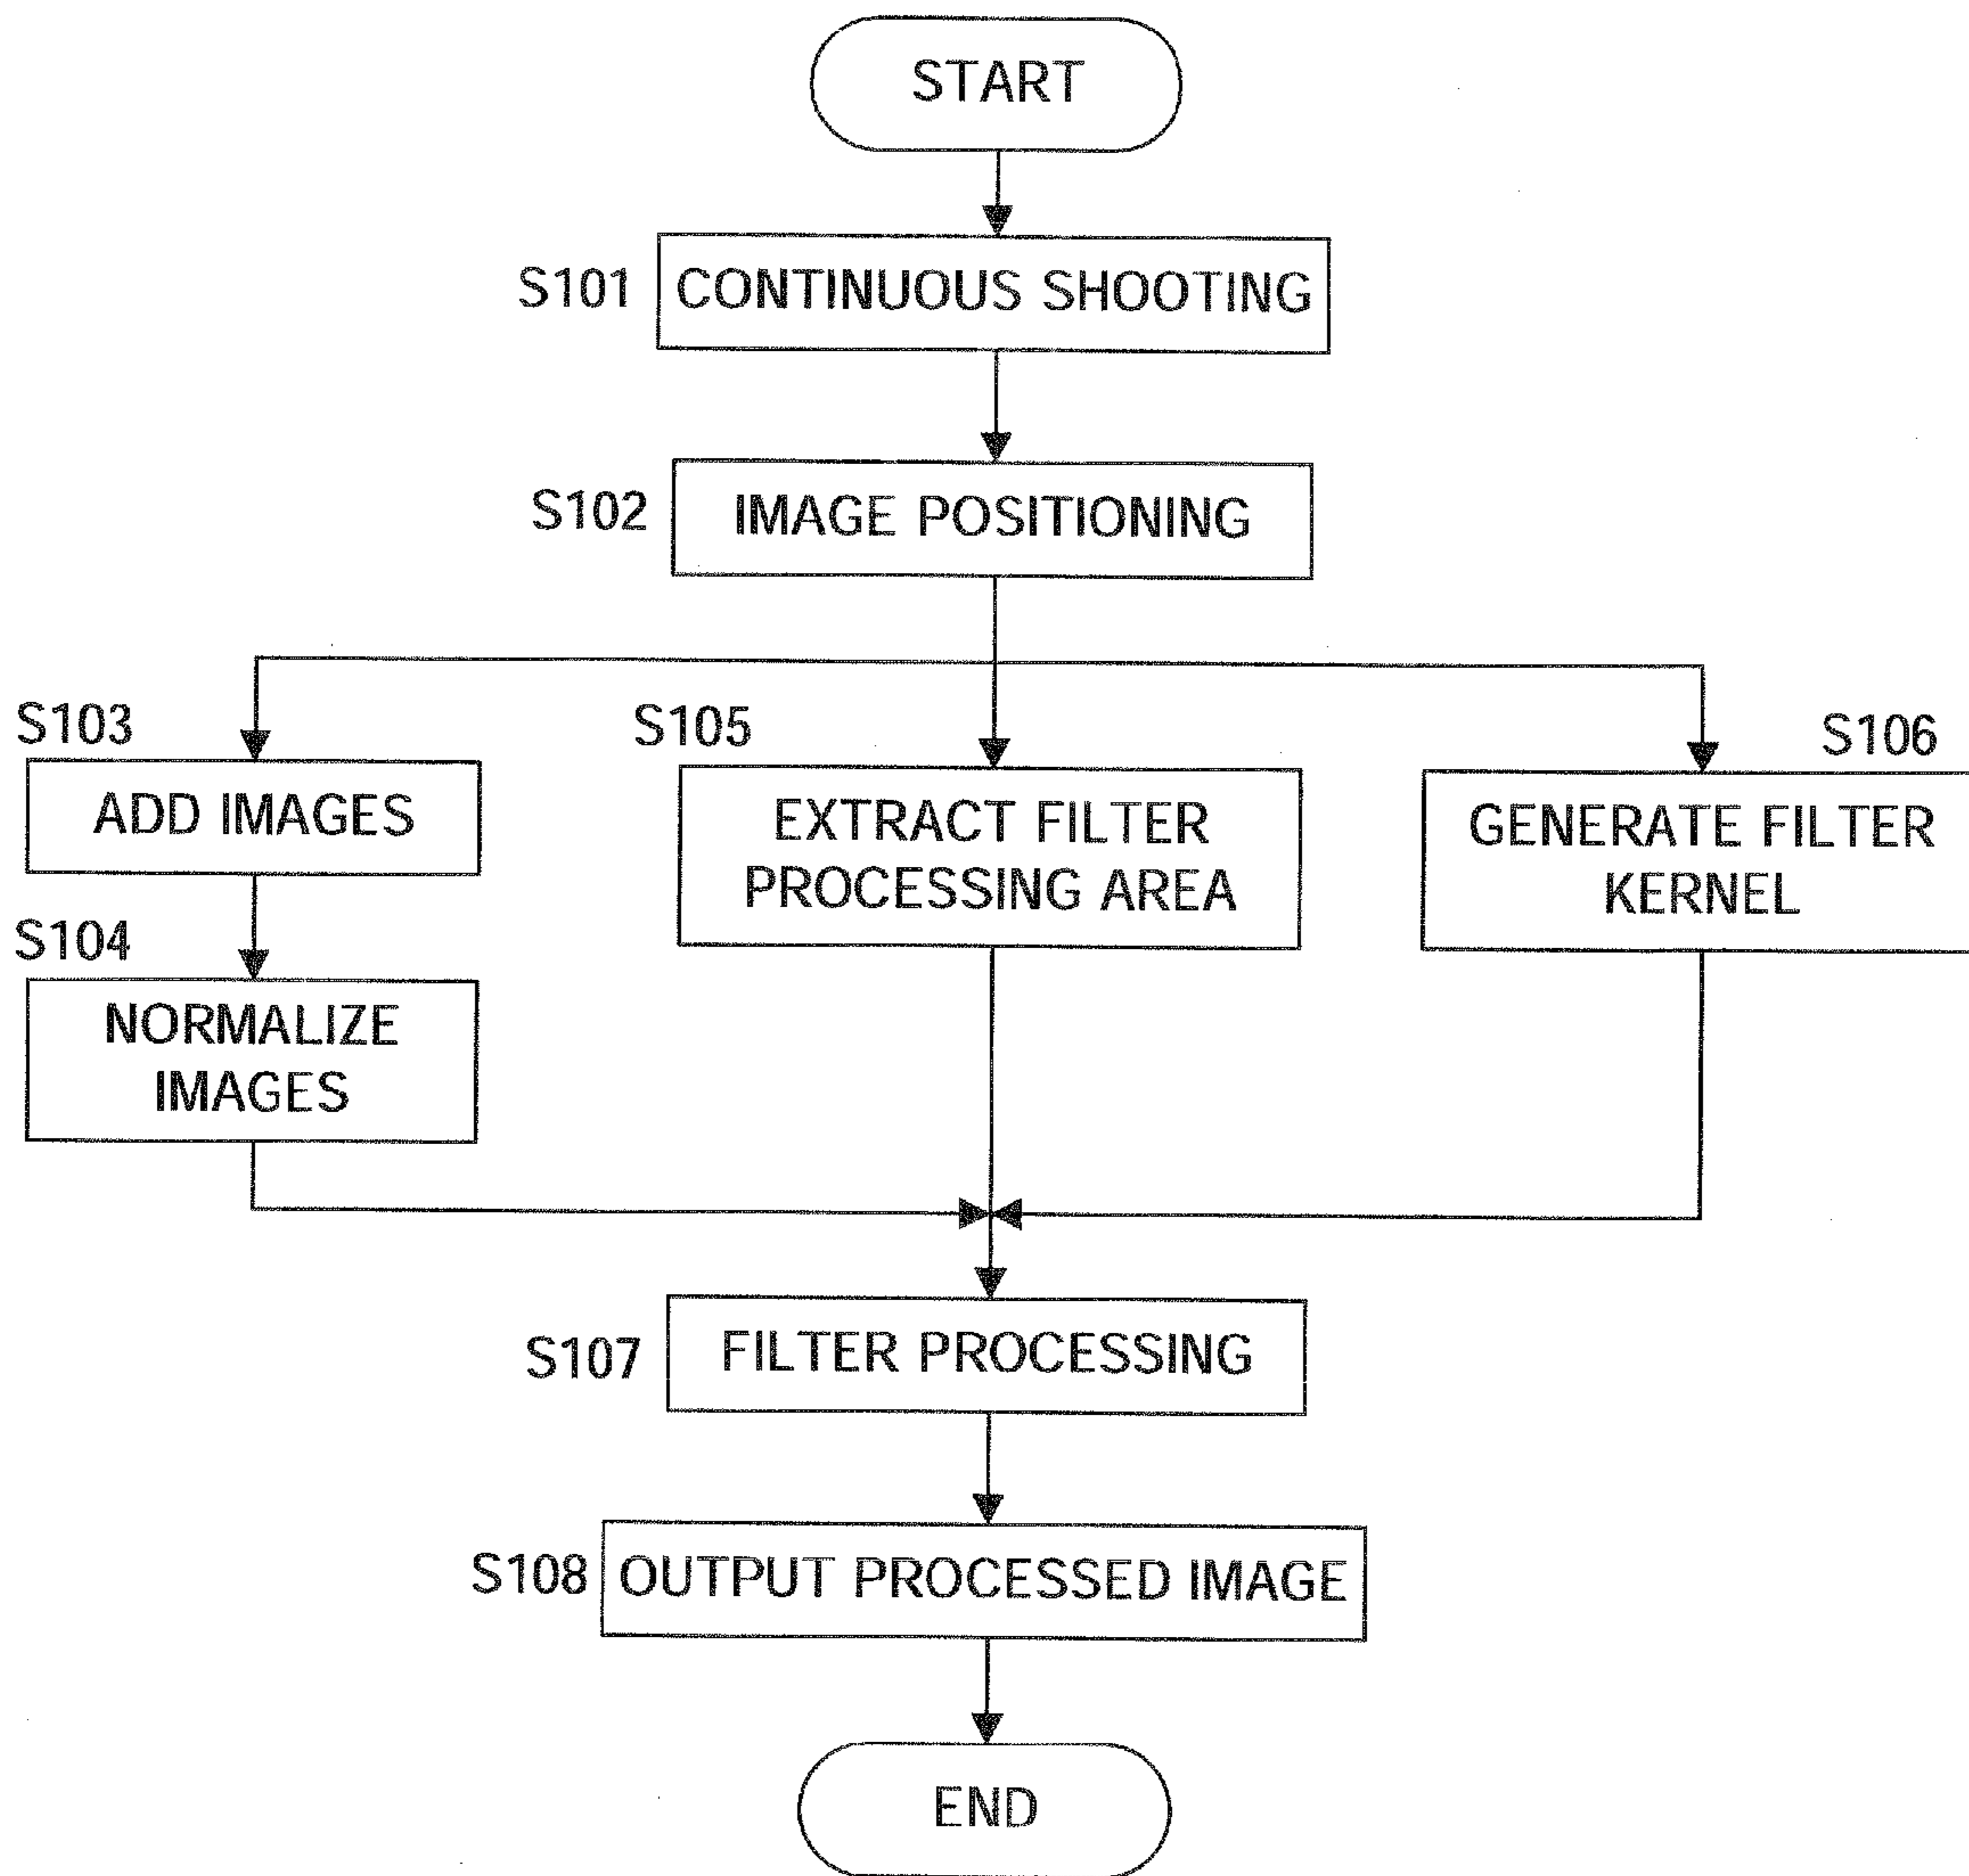 START
S101 CONTINUOUS SHOOTING
S102 IMAGE POSITIONING
S103
ADD IMAGES
S104
NORMALIZE
IMAGES
S105
EXTRACT FILTER
PROCESSING AREA
S106
GENERATE FILTER
KERNEL
S107 FILTER PROCESSING
S108 OUTPUT PROCESSED IMAGE
END